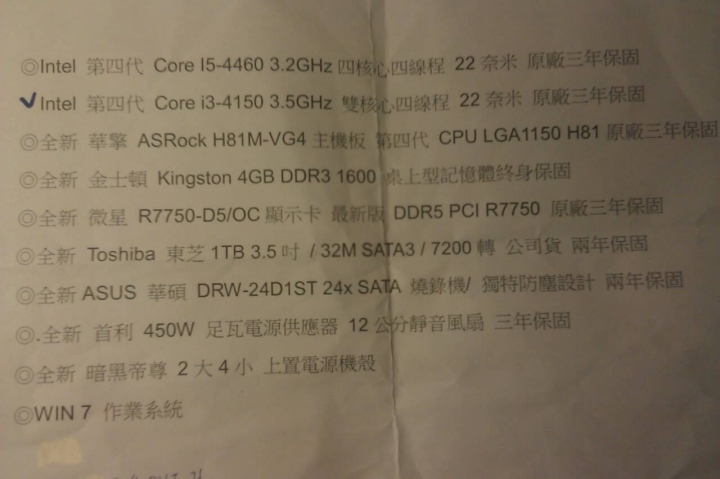 ◎Intel 第四代 Core I5-4460 3.2GHz 四核心四線程 22 奈米 原廠三年保固
✓Intel 第四代 Core i3-4150 3.5GHz 雙核心四線程 22 奈米 原廠三年保固
◎全新 華擎 ASRock H81M-VG4 主機板 第四代 CPU LGA1150 H81 原廠三年保固
◎全新 金士頓 Kingston 4GB DDR3 1600 桌上型記憶體終身保固
◎全新 微星 R7750-D5/OC 顯示卡 最新版 DDR5 PCI R7750 原廠三年保固
◎全新 Toshiba 東芝 1TB 3.5 吋 / 32M SATA3 / 7200 轉 公司貨 兩年保固
◎全新 ASUS 華碩 DRW-24D1ST 24x SATA 燒錄機/ 獨特防塵設計 兩年保固
◎.全新 首利 450W 足瓦電源供應器 12 公分靜音風扇 三年保固
◎全新 暗黑帝尊 2 大 4 小 上置電源機殼
◎WIN 7 作業系統